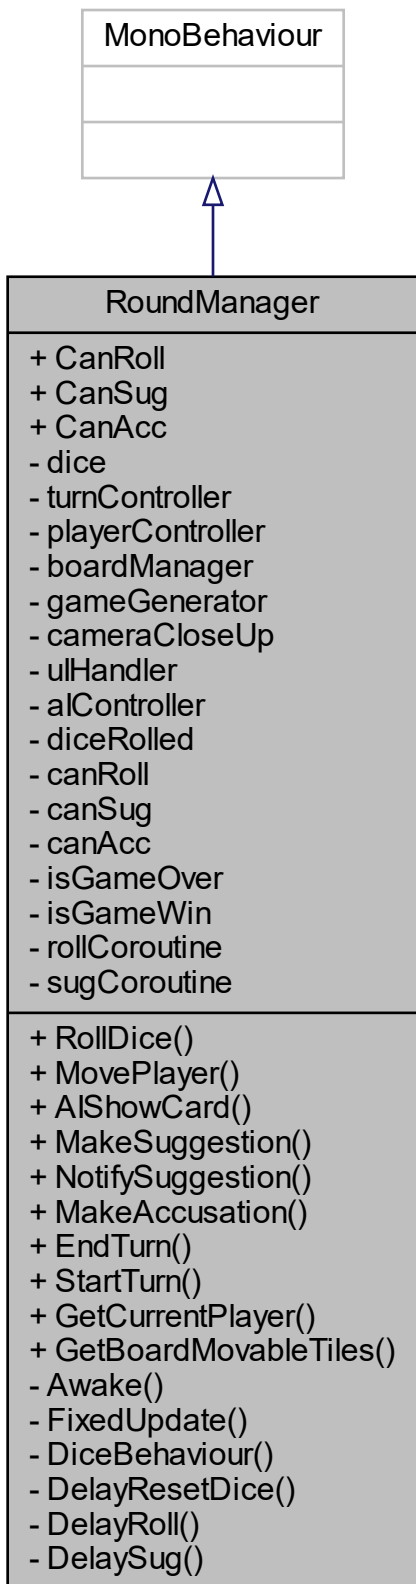 MonoBehaviour
RoundManager
+ CanRoll
+ CanSug
+ CanAcc
- dice
- turnController
- playerController
- boardManager
- gameGenerator
- cameraCloseUp
- uIHandler
- aIController
- diceRolled
- canRoll
- canSug
- canAcc
- isGameOver
- isGameWin
- rollCoroutine
- sugCoroutine
+ RollDice()
+ MovePlayer()
+ AIShowCard()
+ MakeSuggestion()
+ NotifySuggestion()
+ MakeAccusation()
+ EndTurn()
+ StartTurn()
+ GetCurrentPlayer()
+ GetBoardMovableTiles()
- Awake()
- FixedUpdate()
- DiceBehaviour()
- DelayResetDice()
- DelayRoll()
- DelaySug()